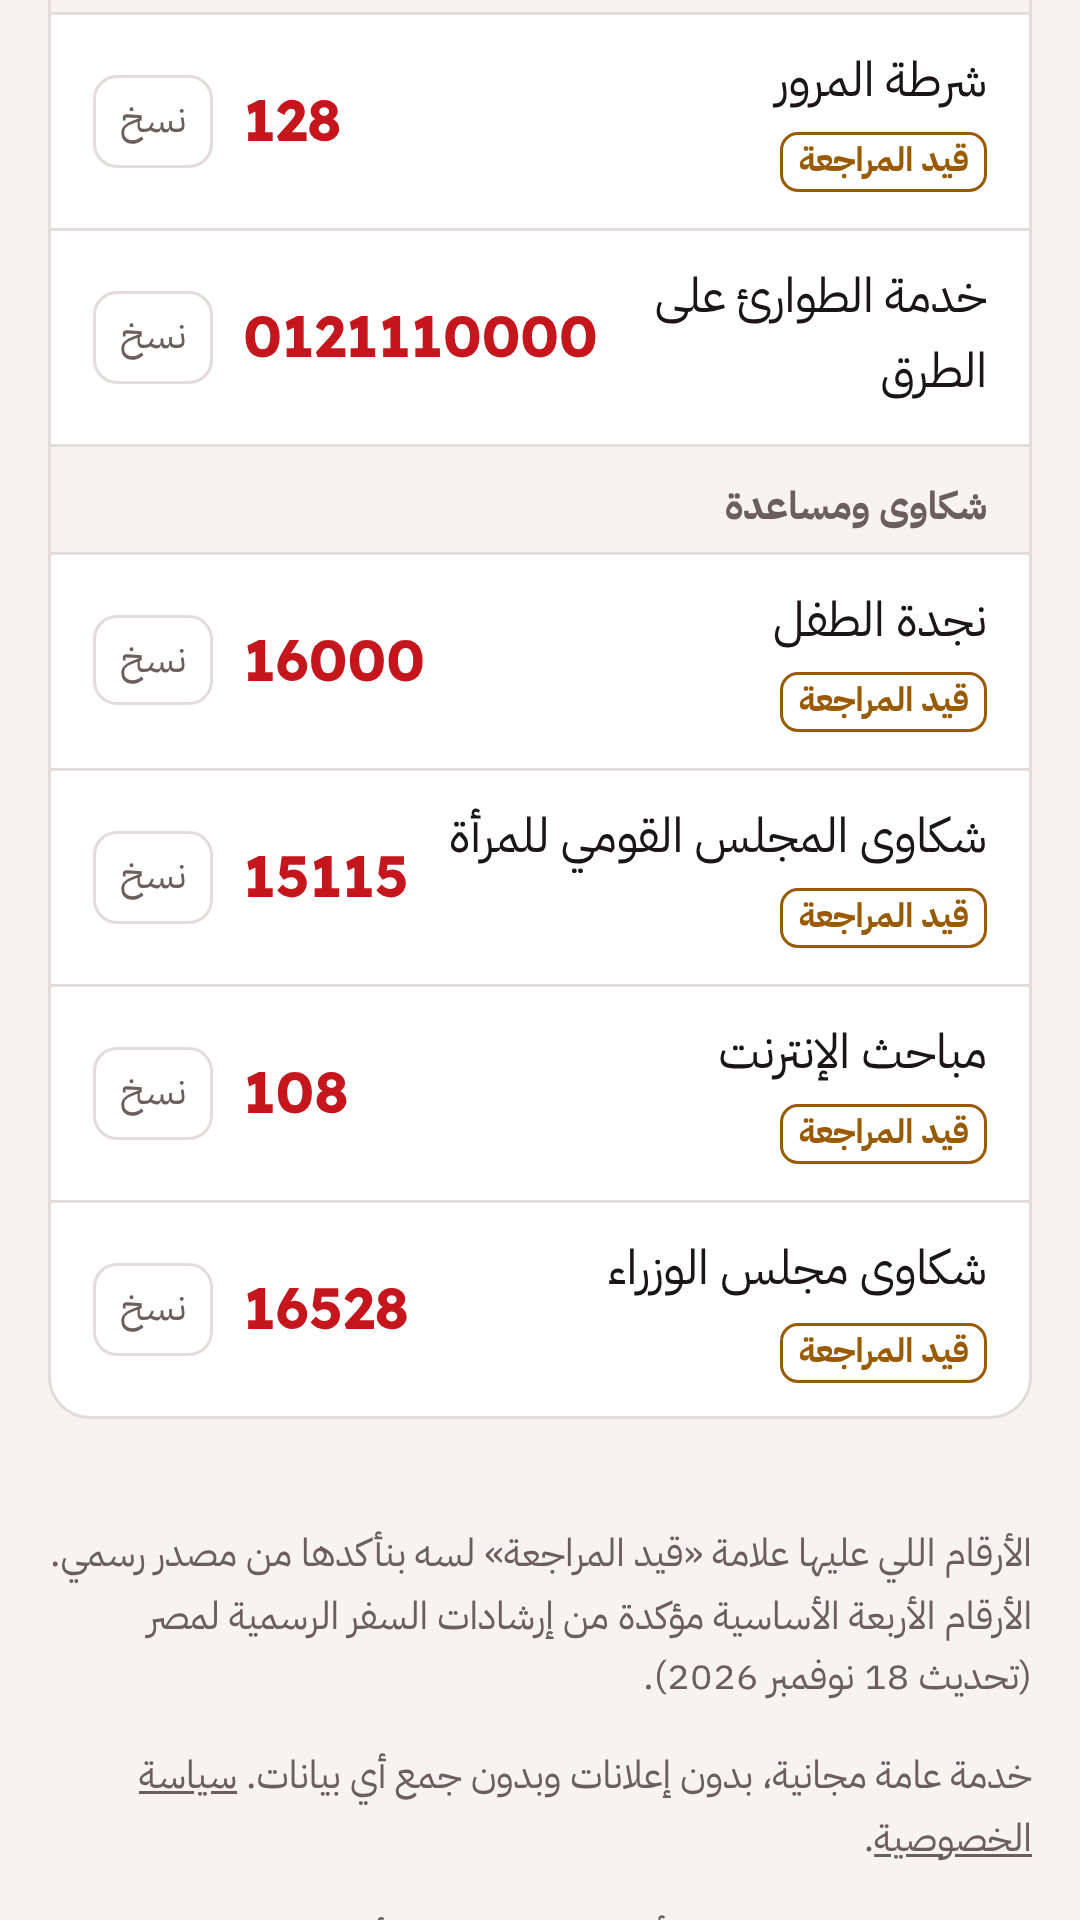 شرطة المرور
قيد المراجعة
128
نسخ
خدمة الطوارئ على
الطرق
0121110000
نسخ
شكاوى ومساعدة
نجدة الطفل
قيد المراجعة
16000
نسخ
شكاوى المجلس القومي للمرأة
قيد المراجعة
15115
نسخ
مباحث الإنترنت
قيد المراجعة
108
نسخ
شكاوى مجلس الوزراء
قيد المراجعة
16528
نسخ
الأرقام اللي عليها علامة «قيد المراجعة» لسه بنأكدها من مصدر رسمي.
الأرقام الأربعة الأساسية مؤكدة من إرشادات السفر الرسمية لمصر
(تحديث 18 نوفمبر 2026).
خدمة عامة مجانية، بدون إعلانات وبدون جمع أي بيانات. سياسة
الخصوصية.